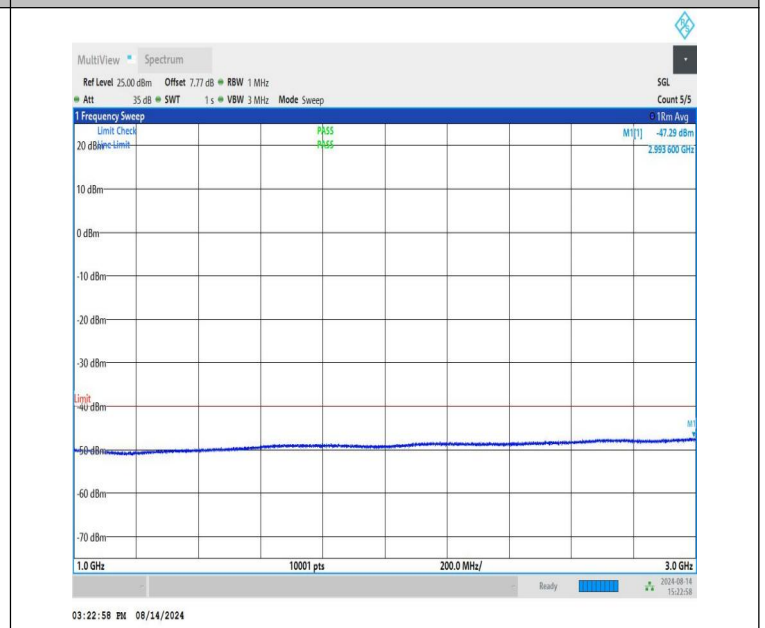 MultiView Spectrum
Ref Level 25.00 dBm Offset 7.77 dB RBW 1 MHz SGL
Att 35 dB SWT 1 s VBW 3 MHz Mode Sweep Count 5/5
1 Frequency Sweep 1Rm Avg
Limit Check PASS M1[1] -47.29 dBm
Line Limit PASS 2.993 600 GHz
20 dBm
10 dBm
0 dBm
-10 dBm
-20 dBm
-30 dBm
Limit
-40 dBm
M1
-50 dBm
-60 dBm
-70 dBm
1.0 GHz 10001 pts 200.0 MHz/ 3.0 GHz
Ready 2024-08-14
15:22:58
03:22:58 PM 08/14/2024